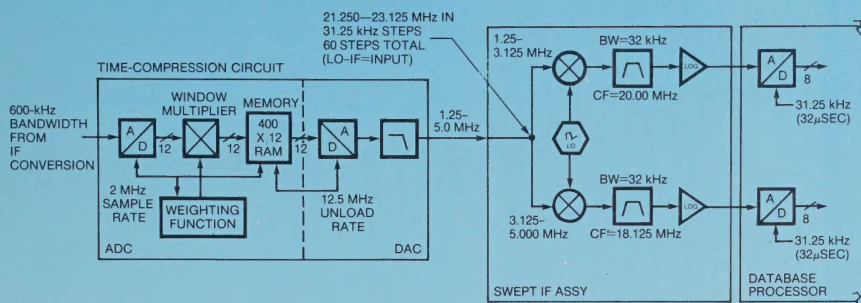 21.250—23.125 MHz IN
31.25 kHz STEPS
60 STEPS TOTAL
(LO-IF=INPUT)
TIME-COMPRESSION CIRCUIT
600-kHz
BANDWIDTH
FROM
IF
CONVERSION
A
D
12
WINDOW
MULTIPLIER
12
MEMORY
400
X 12
RAM
12
D
A
1.25–
5.0 MHz
2 MHz
SAMPLE
RATE
WEIGHTING
FUNCTION
12.5 MHz
UNLOAD
RATE
ADC
DAC
1.25–
3.125 MHz
BW=32 kHz
CF=20.00 MHz
LOG
LO
3.125–
5.000 MHz
BW=32 kHz
CF=18.125 MHz
LOG
SWEPT IF ASSY
A
D
8
31.25 kHz
(32µSEC)
A
D
8
31.25 kHz
(32µSEC)
DATABASE
PROCESSOR